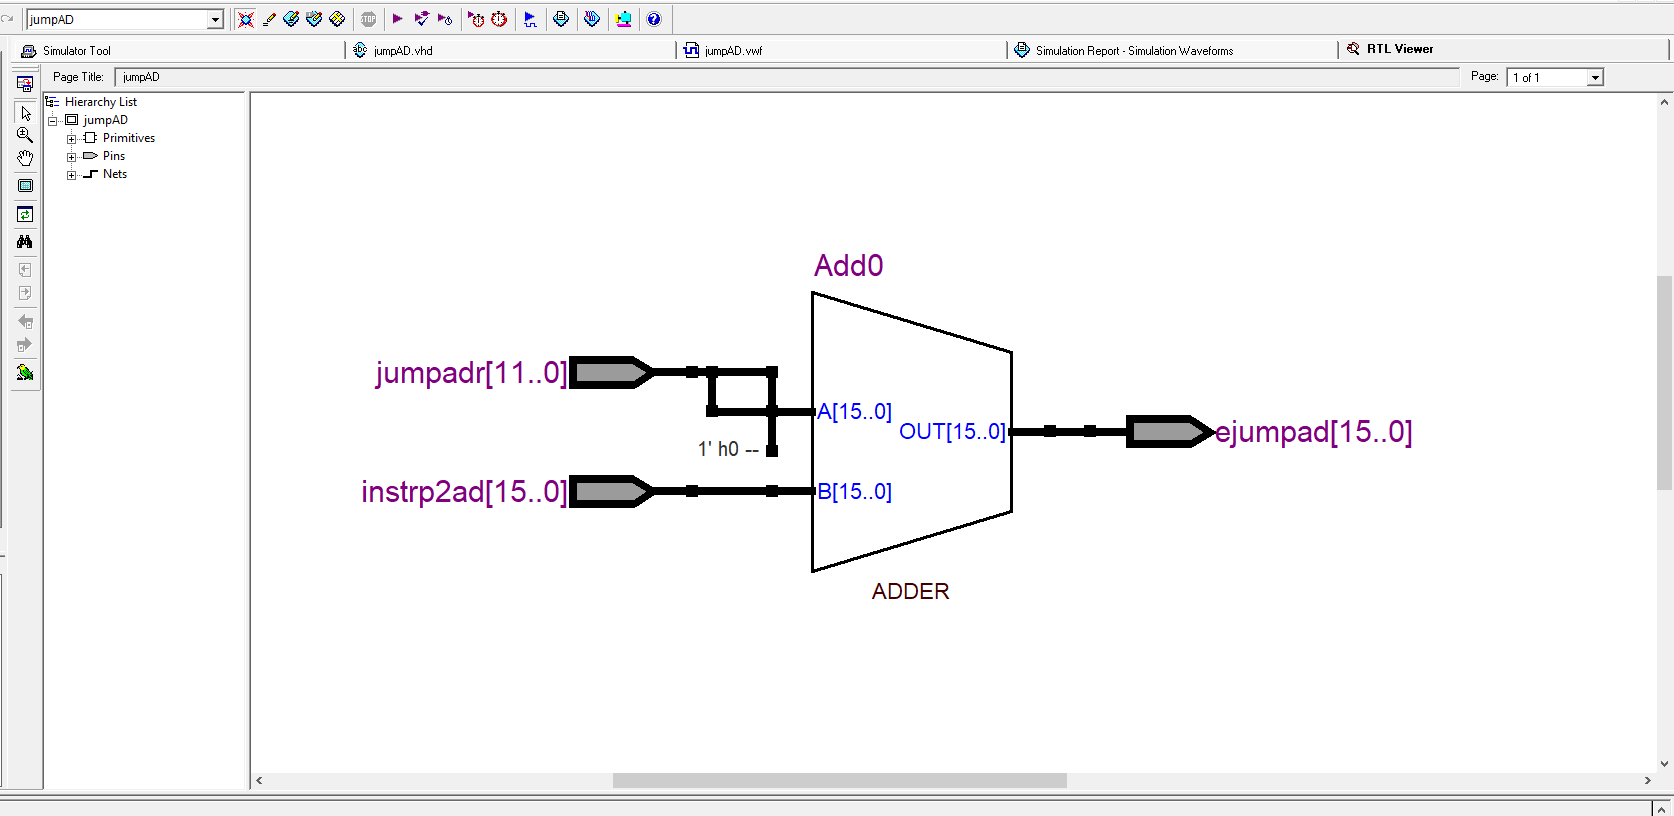 jumpAD
STOP
Simulator Tool
abc
jumpAD.vhd
jumpAD.vwf
Simulation Report - Simulation Waveforms
RTL Viewer
Page Title:
jumpAD
Page:
1 of 1
Hierarchy List
jumpAD
Primitives
Pins
Nets
Add0
jumpadr[11..0]
A[15..0]
OUT[15..0]
ejumpad[15..0]
1' h0 --
instrp2ad[15..0]
B[15..0]
ADDER